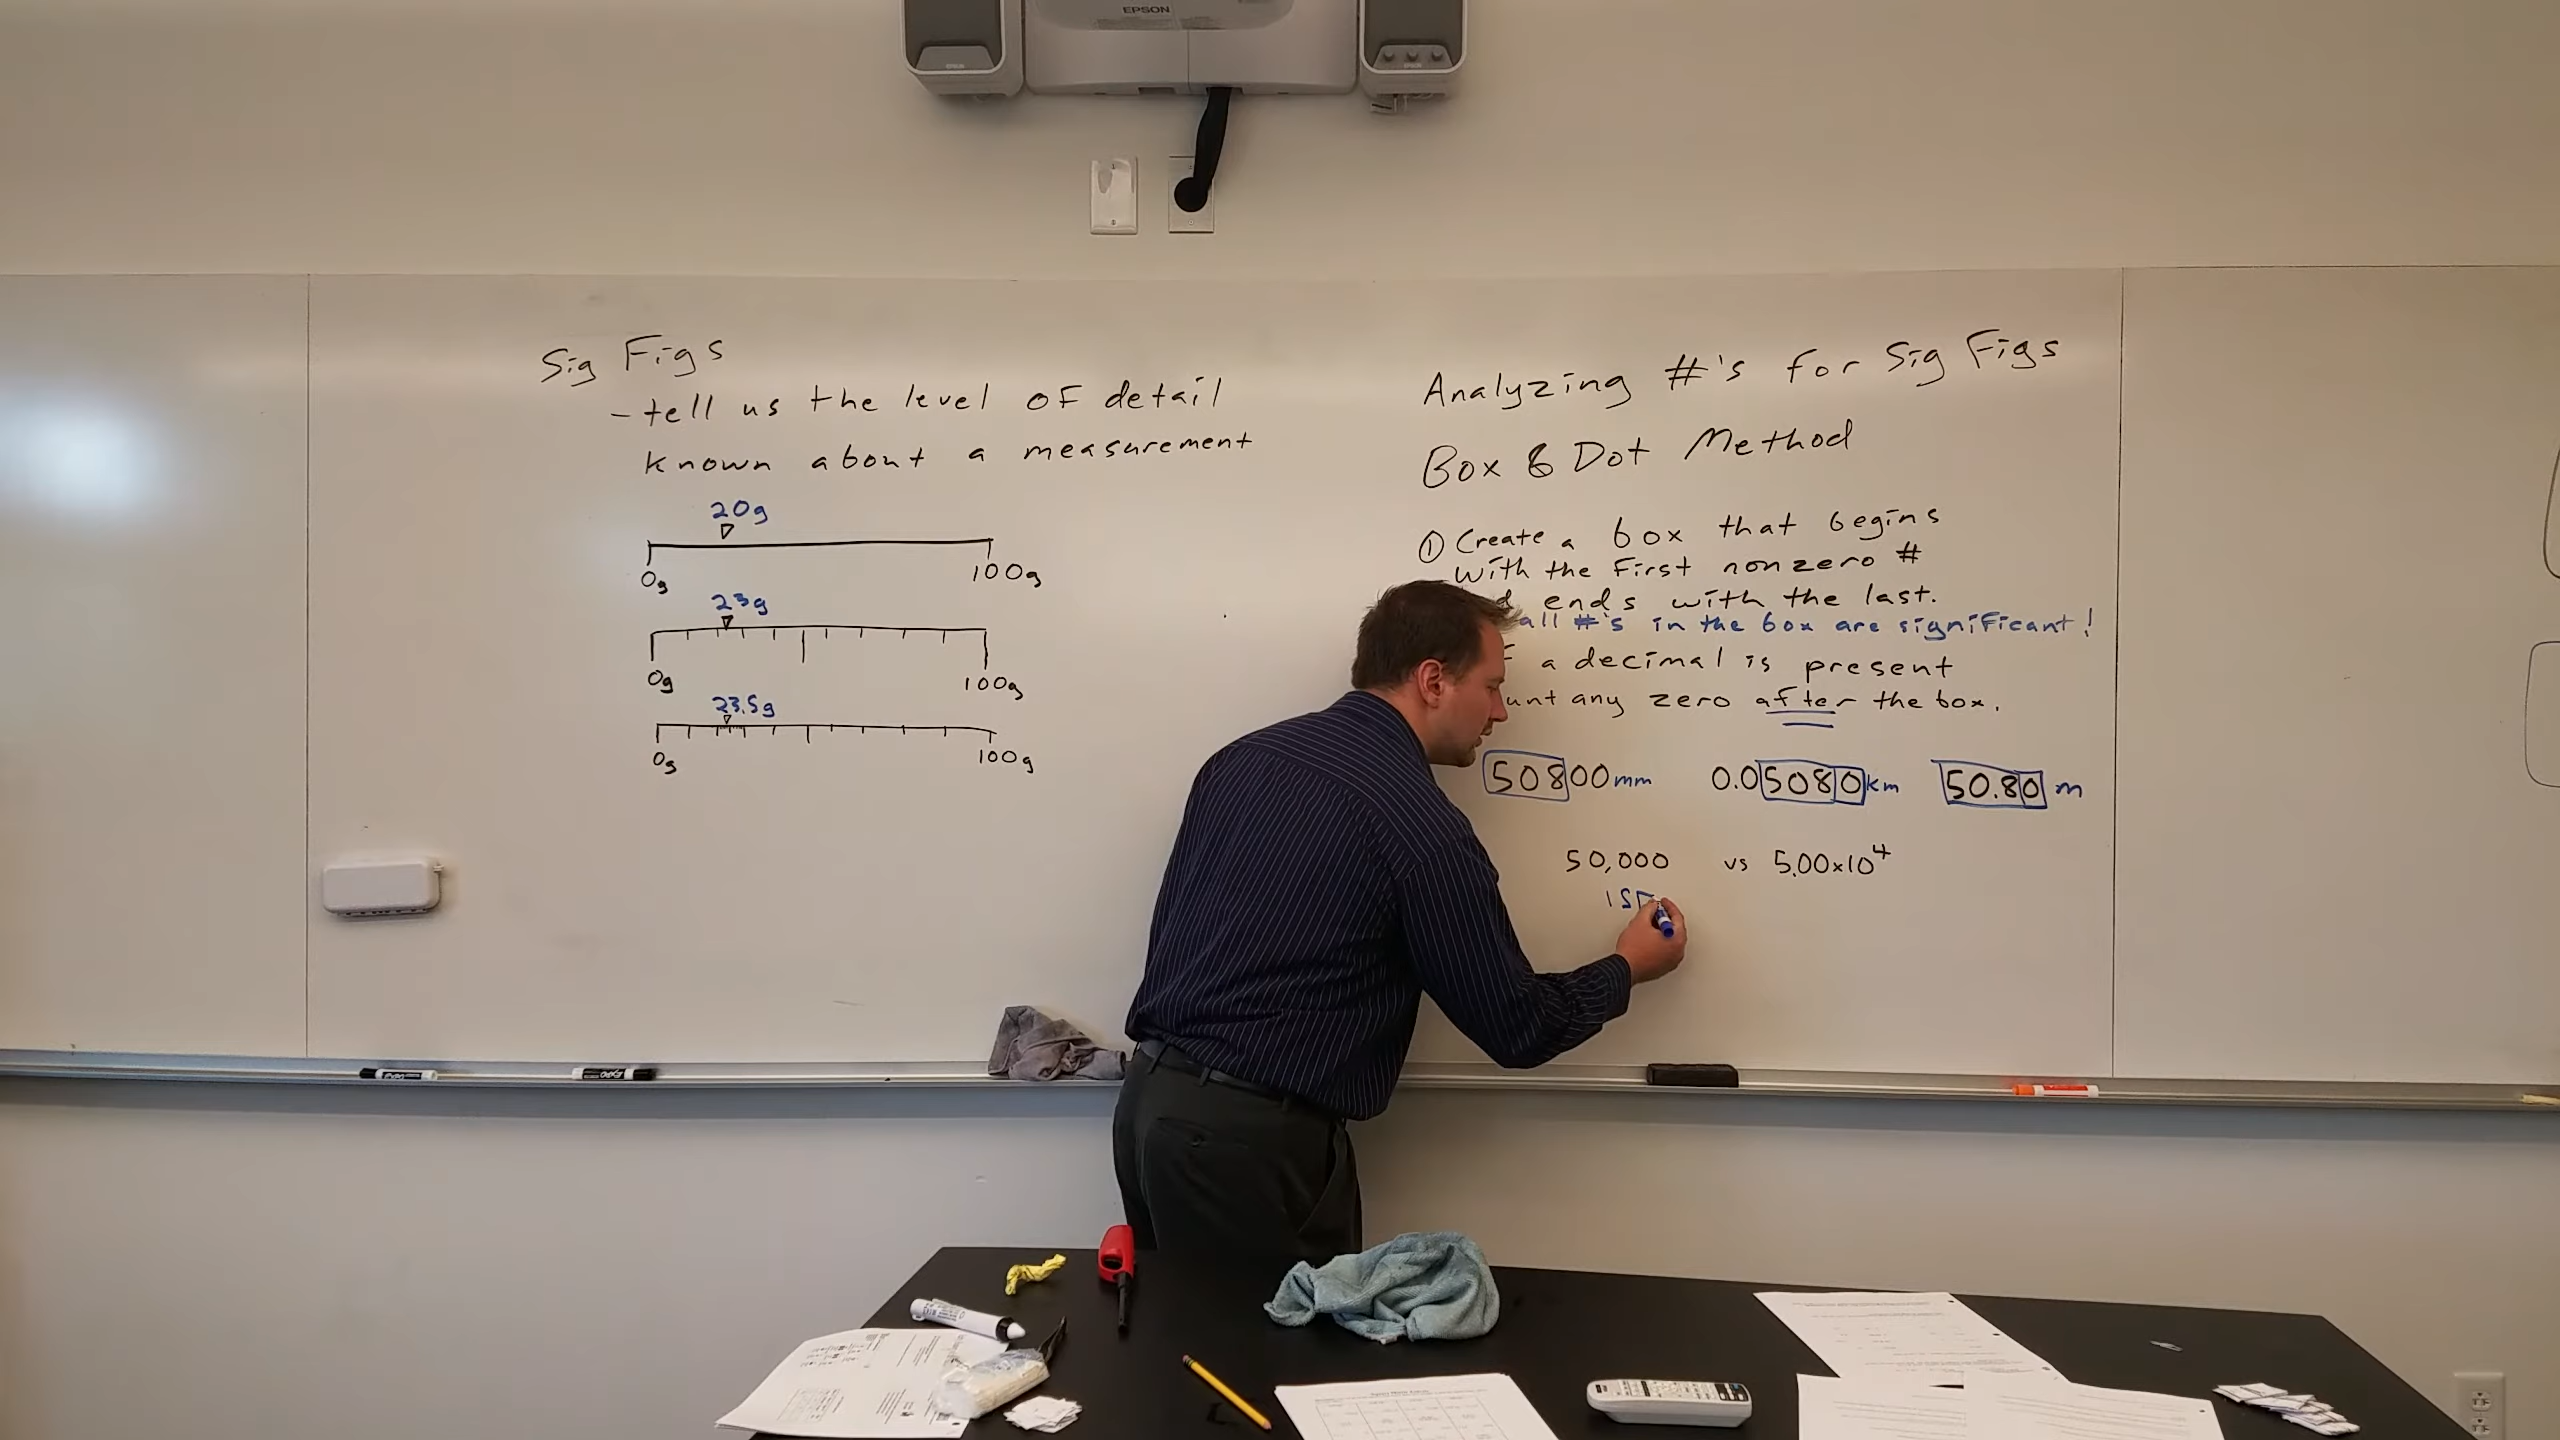 EPSON
Sig Figs
- tell us the level of detail
known about a measurement
20g
0g 100g
23g
0g 100g
23.5g
0g 100g
Analyzing #'s for Sig Figs
Box & Dot Method
① Create a box that begins
with the first nonzero #
ends with the last.
all #'s in the box are significant!
a decimal is present
any zero after the box.
50800mm 0.05080km 50.80 m
50,000 vs 5.00x10⁴
1S
EXPO